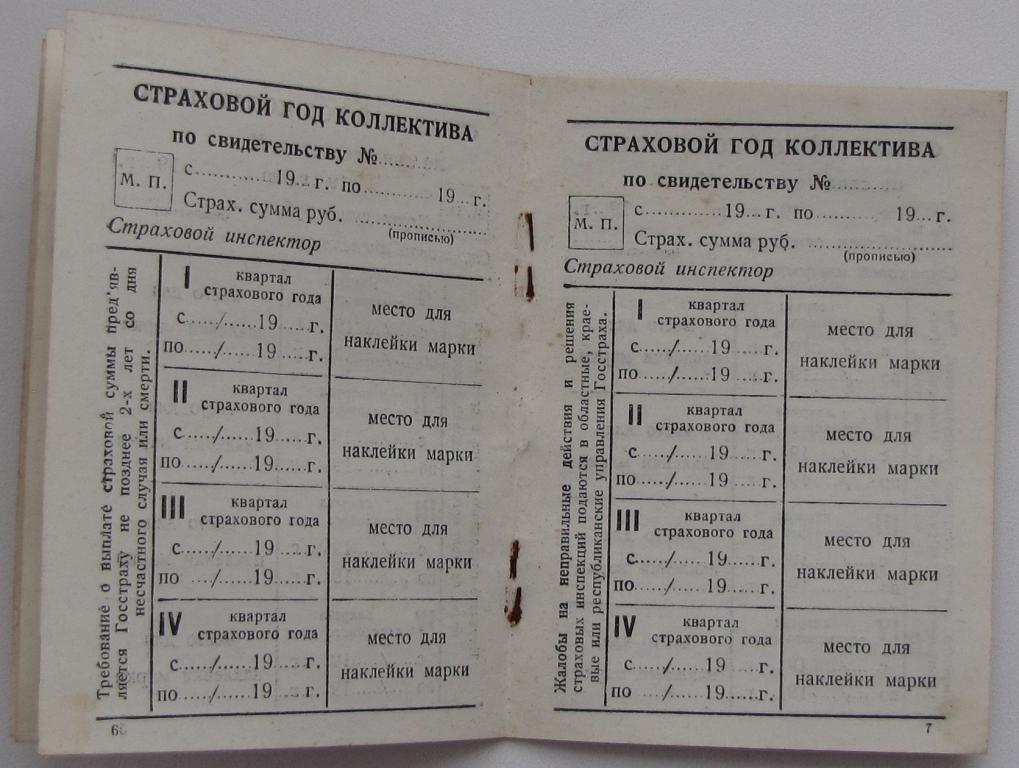 СТРАХОВОЙ ГОД КОЛЛЕКТИВА
по свидетельству №..........
М. П.
с............19...г. по.......... 19...г.
Страх. сумма руб. ....................
(прописью)
Страховой инспектор
Требование о выплате страховой суммы пред'яв-
ляется Госстраху не позднее 2-х лет со дня
несчастного случая или смерти.
I квартал
страхового года
с...../......19.....г.
по...../......19.....г.
место для
наклейки марки
II квартал
страхового года
с...../......19.....г.
по...../......19.....г.
место для
наклейки марки
III квартал
страхового года
с...../......19.....г.
по ..../......19.....г.
место для
наклейки марки
IV квартал
страхового года
с...../......19.....г.
по...../......19.....г.
место для
наклейки марки
6
СТРАХОВОЙ ГОД КОЛЛЕКТИВА
по свидетельству №..........
М. П.
с............19...г. по.......... 19...г.
Страх. сумма руб. ....................
(прописью)
Страховой инспектор
Жалобы на неправильные действия и решения
страховых инспекций подаются в областные, крае-
вые или республиканские управления Госстраха.
I квартал
страхового года
с...../......19.....г.
по...../......19.....г.
место для
наклейки марки
II квартал
страхового года
с...../......19.....г.
по...../......19.....г.
место для
наклейки марки
III квартал
страхового года
с...../......19.....г.
по...../......19.....г.
место для
наклейки марки
IV квартал
страхового года
с...../......19.....г.
по...../......19.....г.
место для
наклейки марки
7